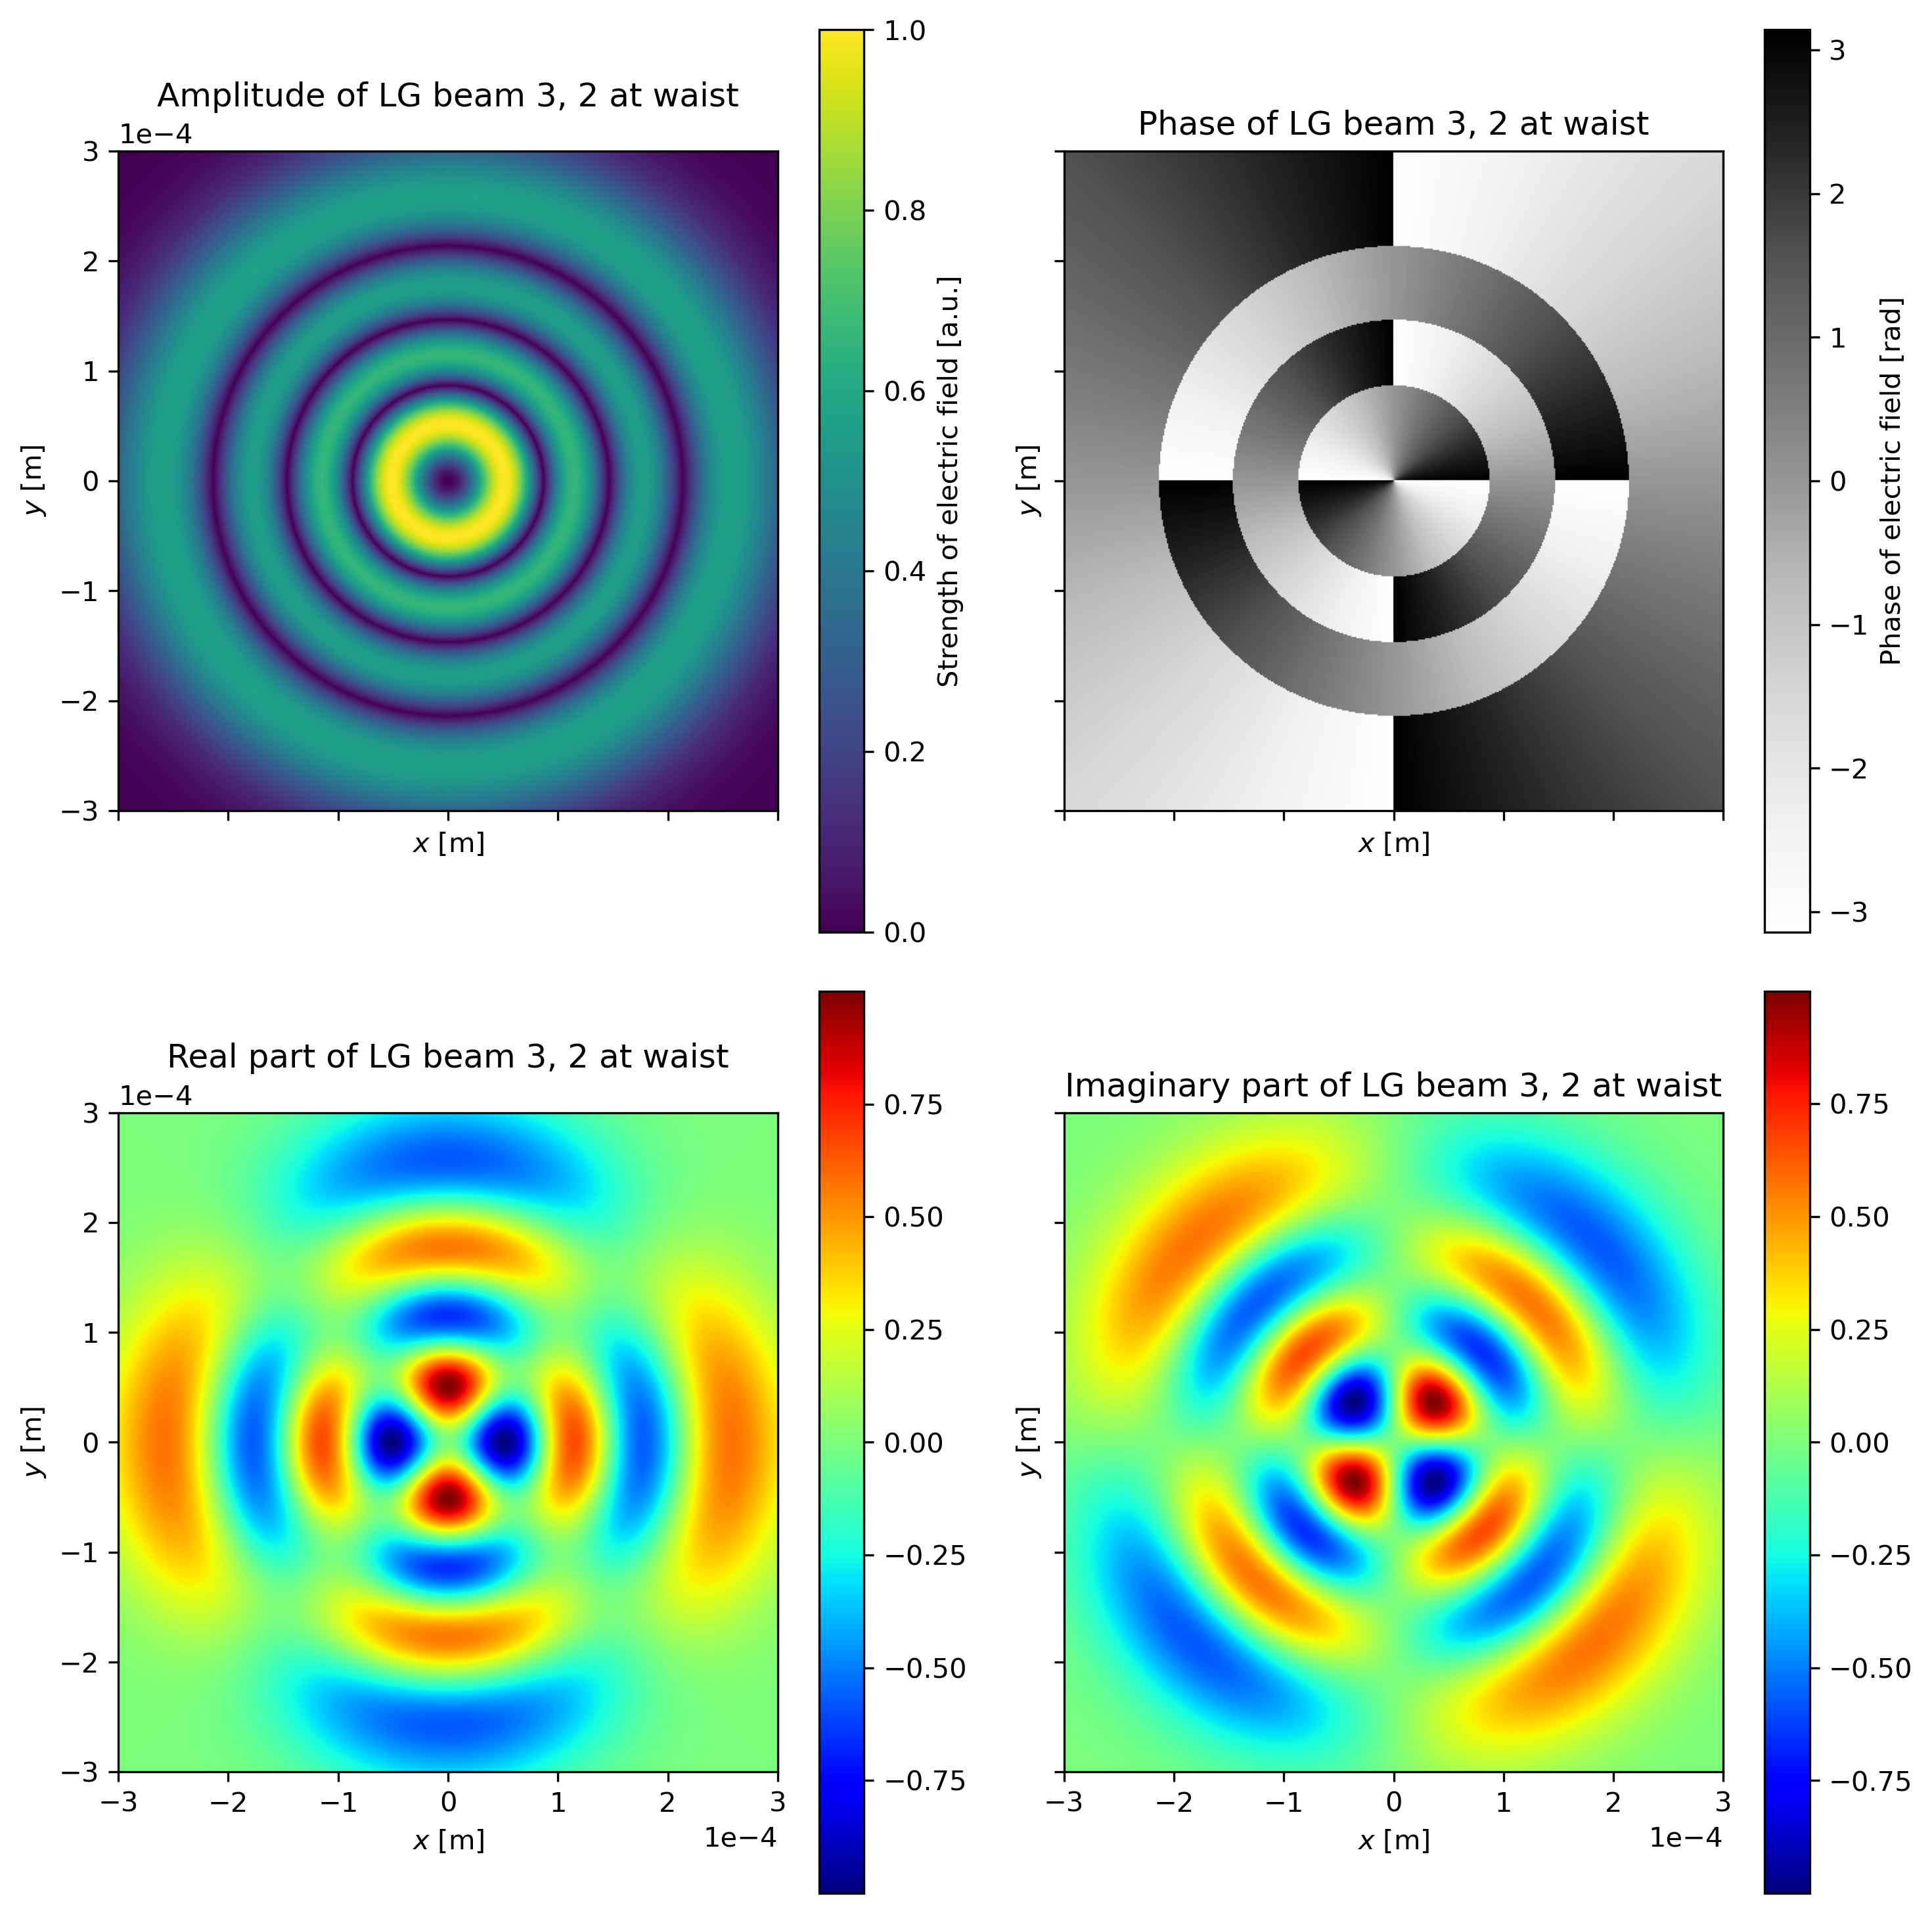 Amplitude of LG beam 3, 2 at waist
1e−4
3
2
1
0
−1
−2
−3
y [m]
x [m]
1.0
0.8
0.6
0.4
0.2
0.0
Strength of electric field [a.u.]
Phase of LG beam 3, 2 at waist
y [m]
x [m]
3
2
1
0
−1
−2
−3
Phase of electric field [rad]
Real part of LG beam 3, 2 at waist
1e−4
3
2
1
0
−1
−2
−3
y [m]
−3 −2 −1 0 1 2 3
x [m]
1e−4
0.75
0.50
0.25
0.00
−0.25
−0.50
−0.75
Imaginary part of LG beam 3, 2 at waist
y [m]
−3 −2 −1 0 1 2 3
x [m]
1e−4
0.75
0.50
0.25
0.00
−0.25
−0.50
−0.75